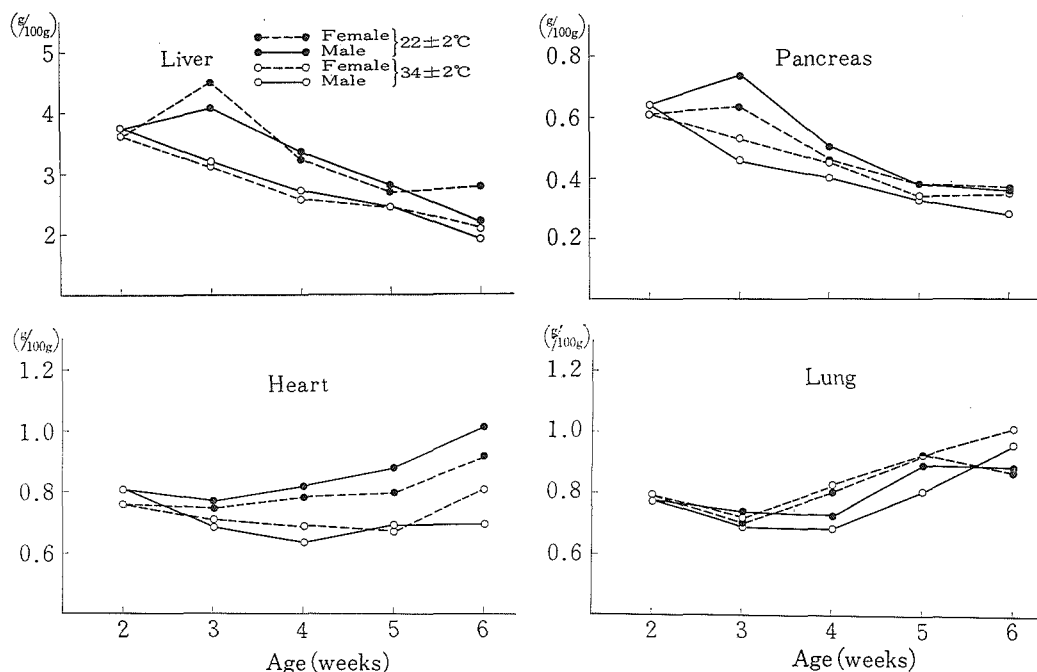 (g/100g)
5
4
3
2
Liver
Female
Male
} 22±2℃
Female
Male
} 34±2℃
(g/100g)
0.8
0.6
0.4
0.2
Pancreas
(g/100g)
1.2
1.0
0.8
0.6
Heart
2 3 4 5 6
Age (weeks)
(g/100g)
1.2
1.0
0.8
0.6
Lung
2 3 4 5 6
Age (weeks)